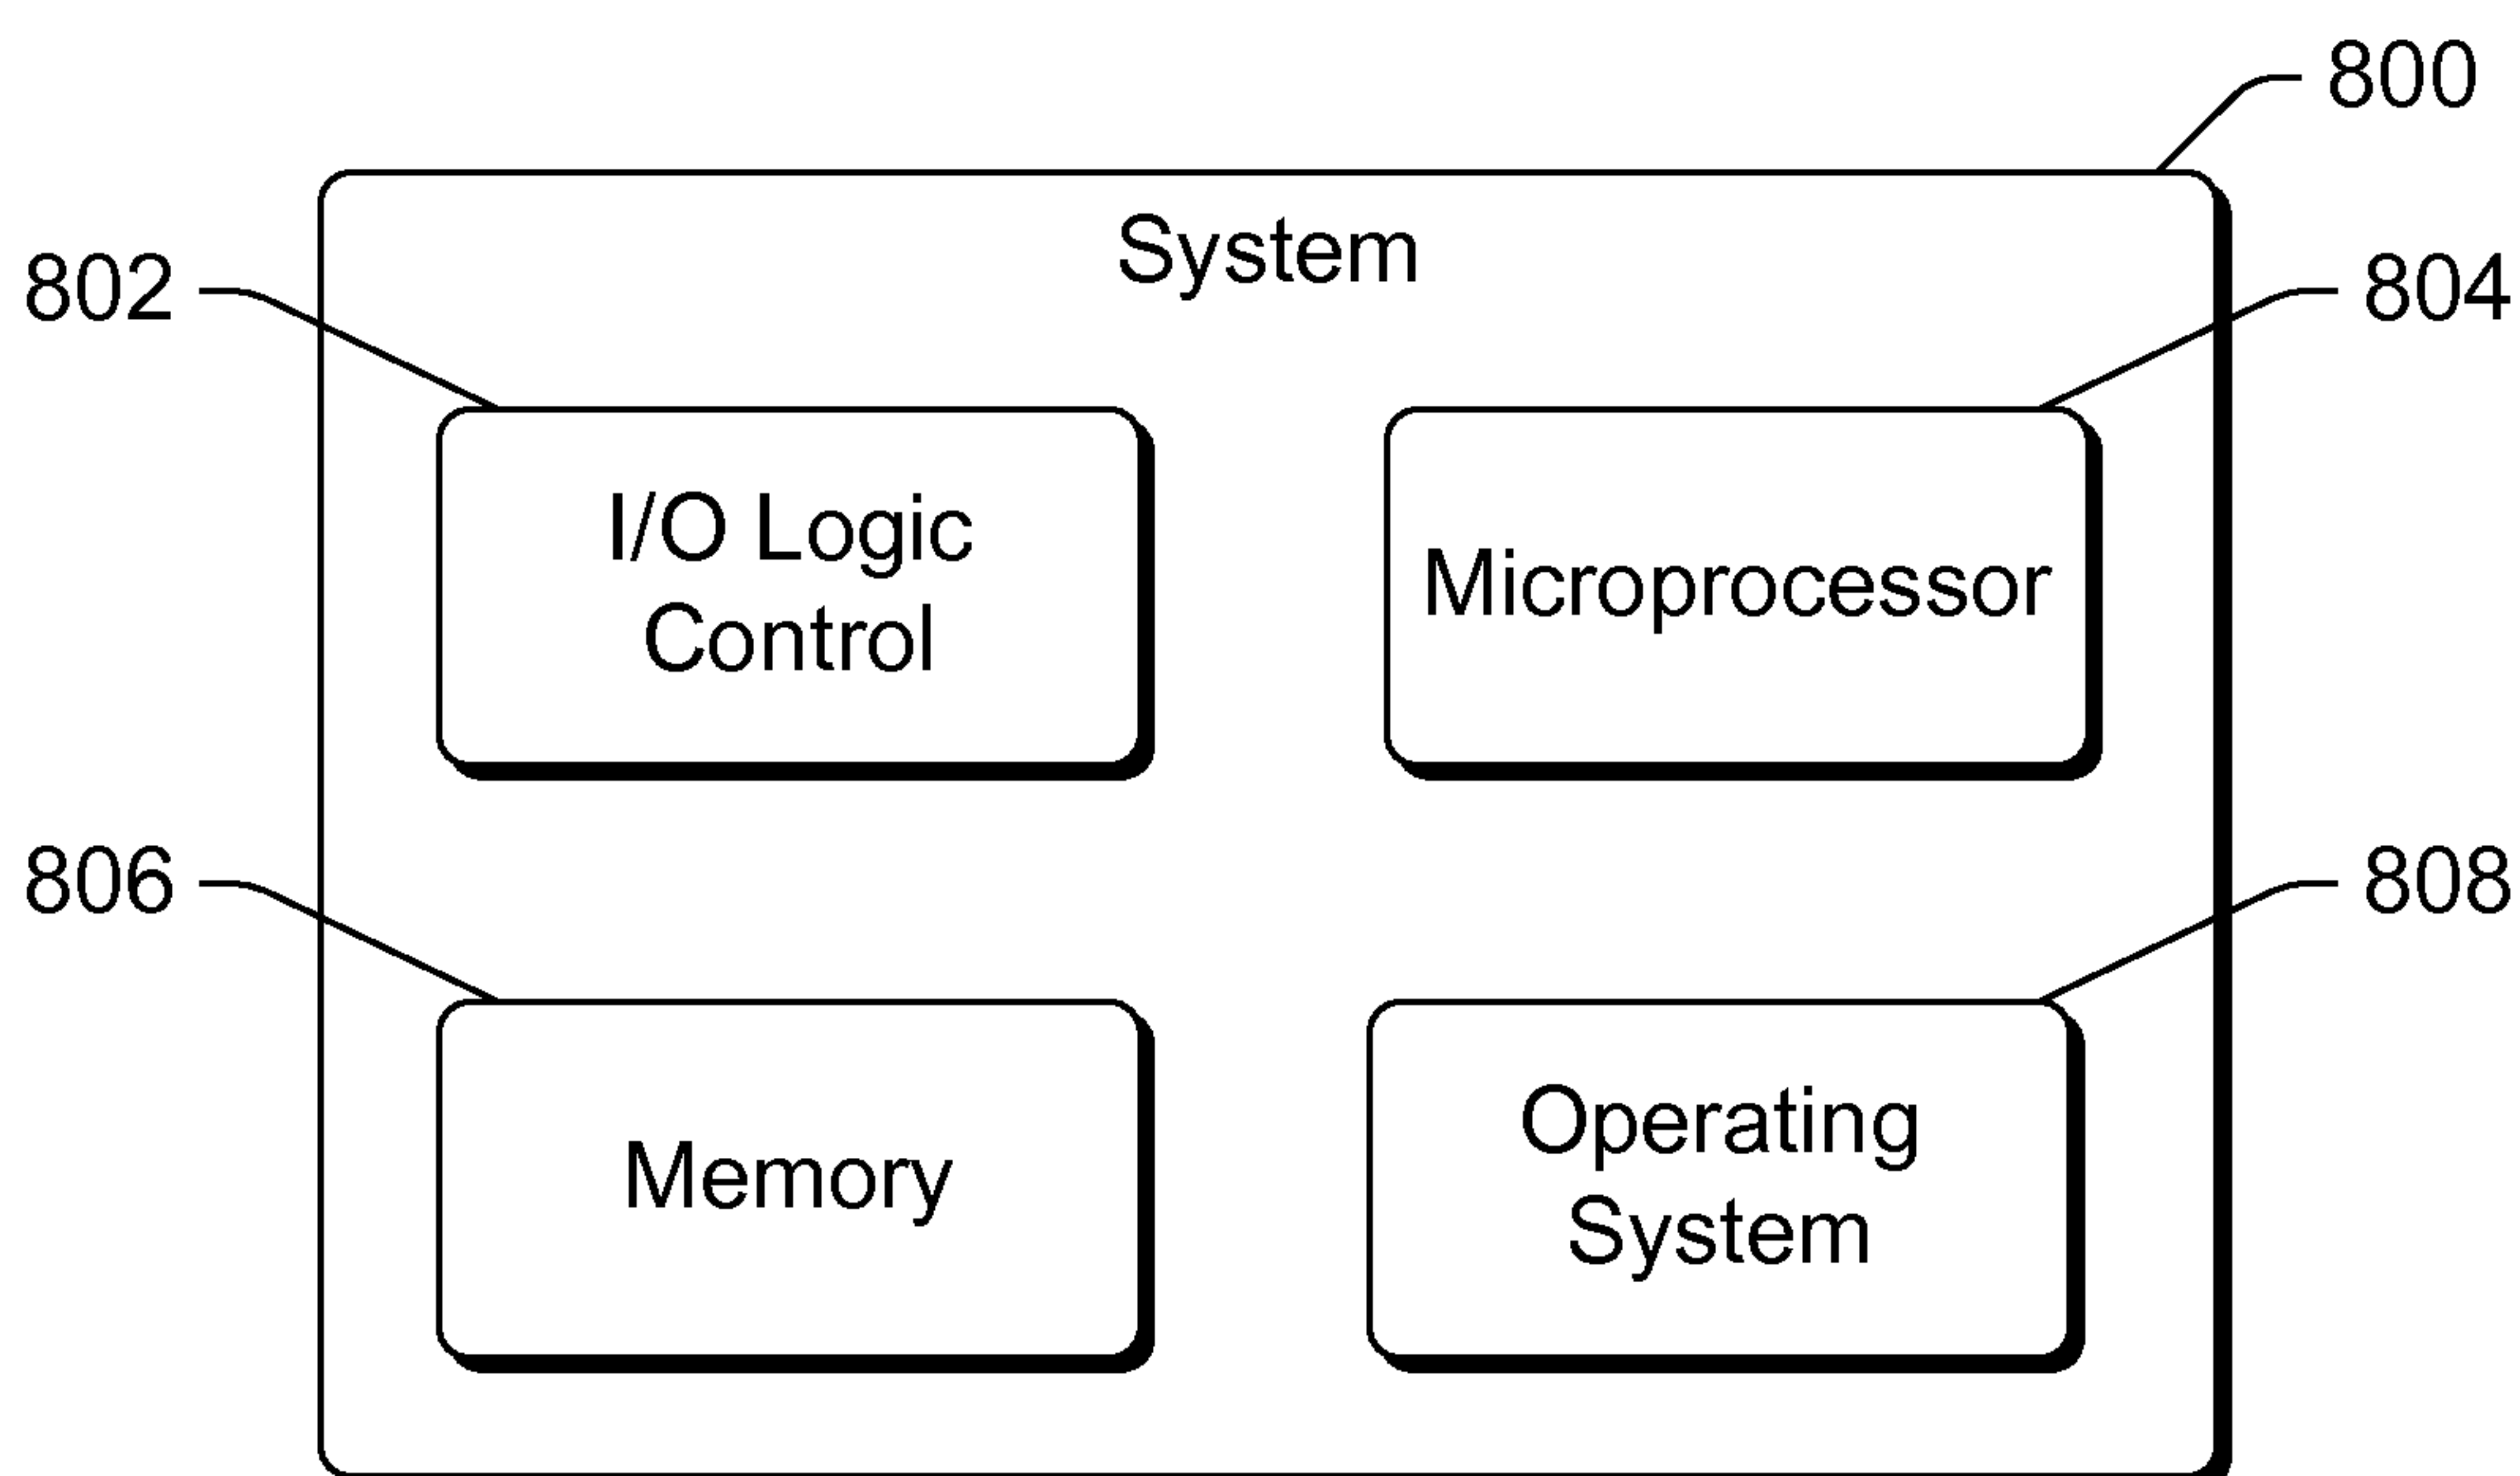 800
System
802
804
I/O Logic
Control
Microprocessor
806
808
Memory
Operating
System